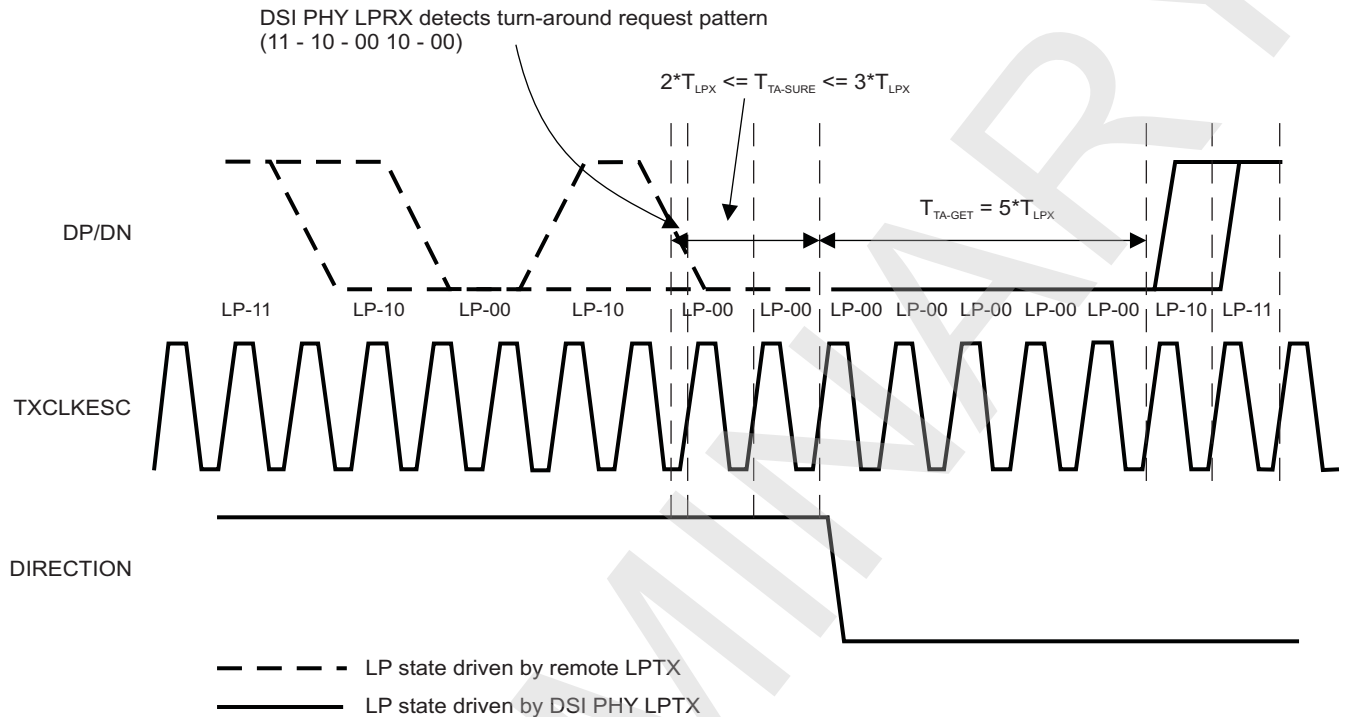 DSI PHY LPRX detects turn-around request pattern
(11 - 10 - 00 10 - 00)
2*TLPX <= TTA-SURE <= 3*TLPX
TTA-GET = 5*TLPX
DP/DN
LP-11 LP-10 LP-00 LP-10 LP-00 LP-00 LP-00 LP-00 LP-00 LP-00 LP-00 LP-10 LP-11
TXCLKESC
DIRECTION
LP state driven by remote LPTX
LP state driven by DSI PHY LPTX
MINARY